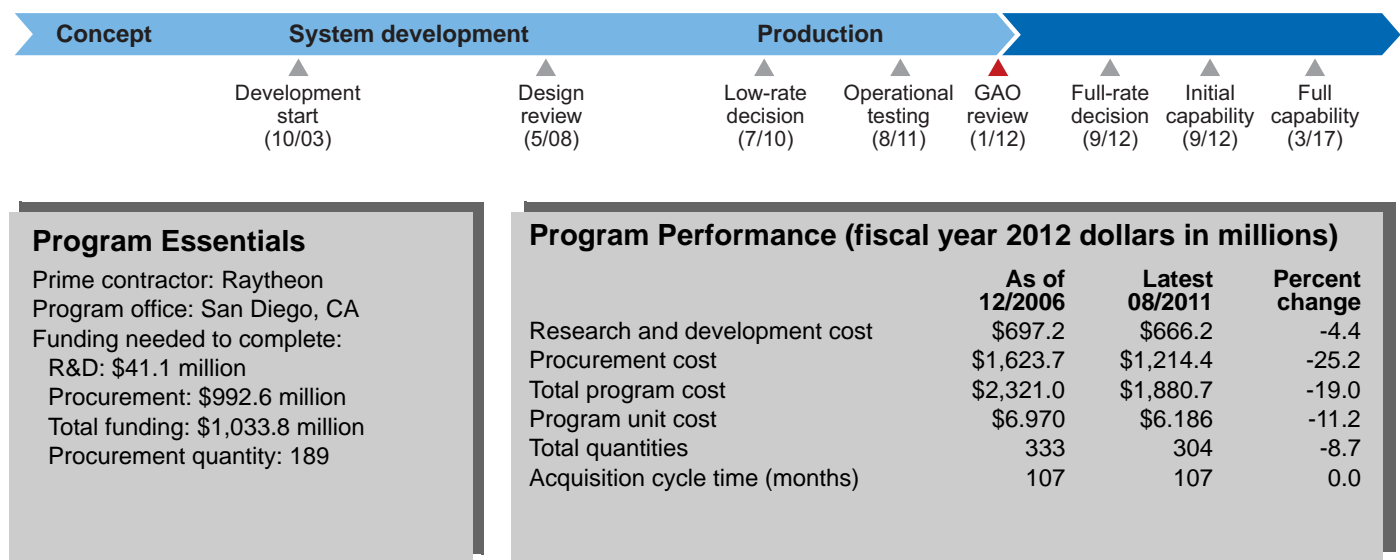 Concept System development Production
Development start (10/03)
Design review (5/08)
Low-rate decision (7/10)
Operational testing (8/11)
GAO review (1/12)
Full-rate decision (9/12)
Initial capability (9/12)
Full capability (3/17)
Program Essentials
Prime contractor: Raytheon
Program office: San Diego, CA
Funding needed to complete:
R&D: $41.1 million
Procurement: $992.6 million
Total funding: $1,033.8 million
Procurement quantity: 189
Program Performance (fiscal year 2012 dollars in millions)
As of 12/2006 Latest 08/2011 Percent change
Research and development cost $697.2 $666.2 -4.4
Procurement cost $1,623.7 $1,214.4 -25.2
Total program cost $2,321.0 $1,880.7 -19.0
Program unit cost $6.970 $6.186 -11.2
Total quantities 333 304 -8.7
Acquisition cycle time (months) 107 107 0.0